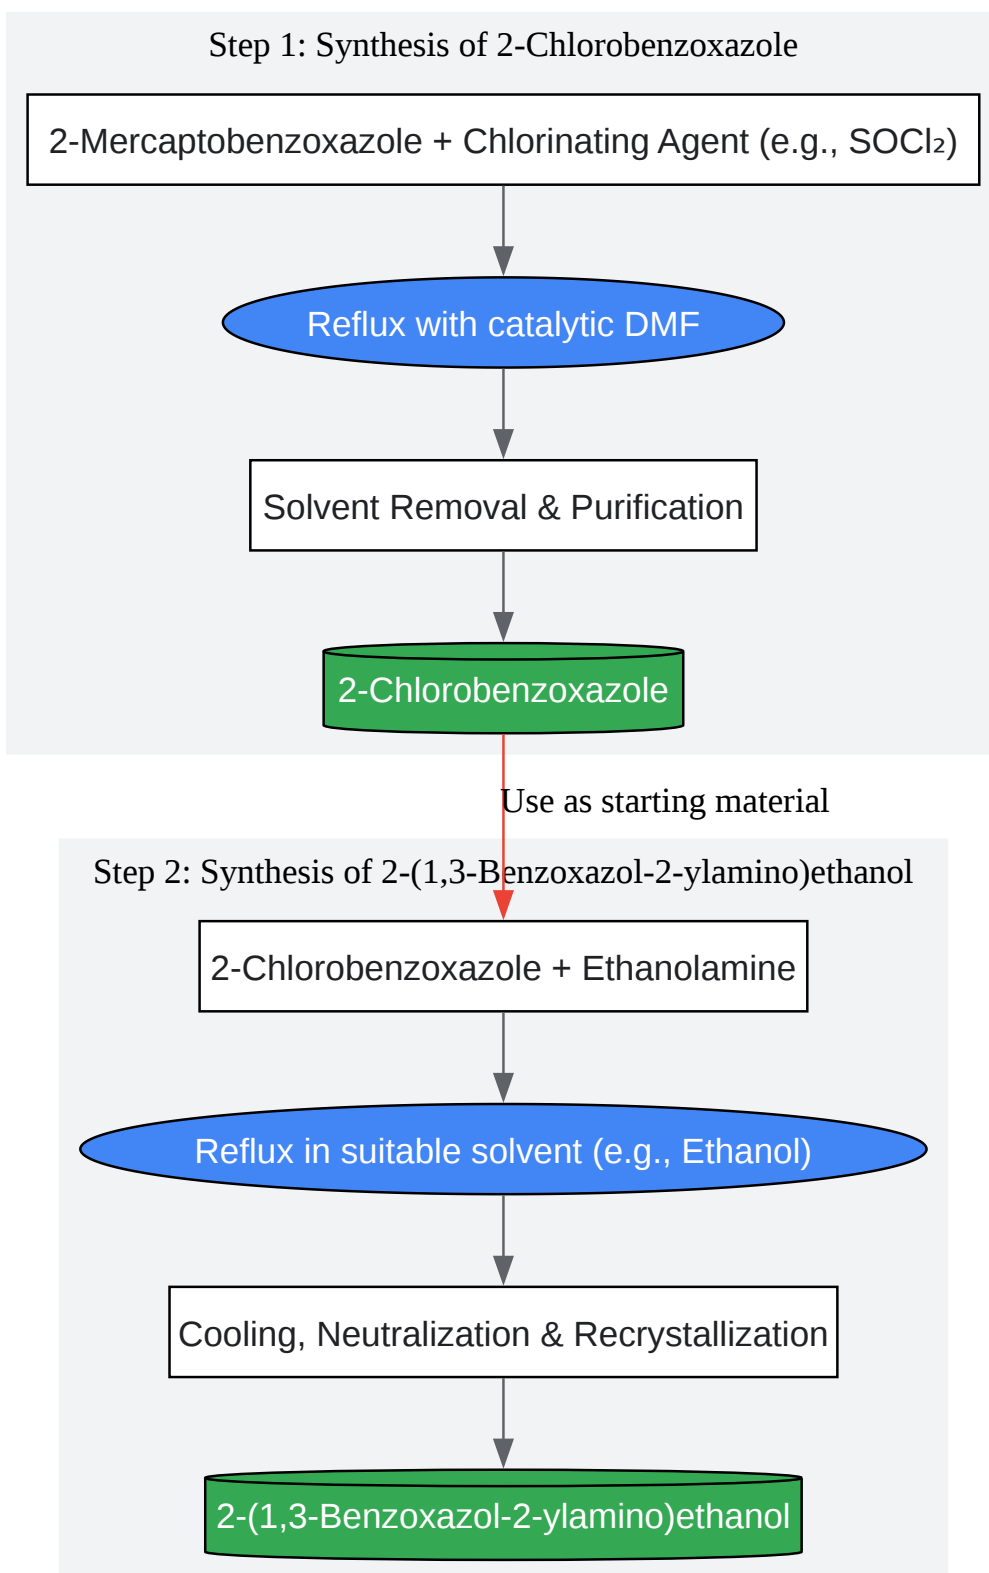 Step 1: Synthesis of 2-Chlorobenzoxazole
2-Mercaptobenzoxazole + Chlorinating Agent (e.g., SOCl₂)
Reflux with catalytic DMF
Solvent Removal & Purification
2-Chlorobenzoxazole
Use as starting material
Step 2: Synthesis of 2-(1,3-Benzoxazol-2-ylamino)ethanol
2-Chlorobenzoxazole + Ethanolamine
Reflux in suitable solvent (e.g., Ethanol)
Cooling, Neutralization & Recrystallization
2-(1,3-Benzoxazol-2-ylamino)ethanol